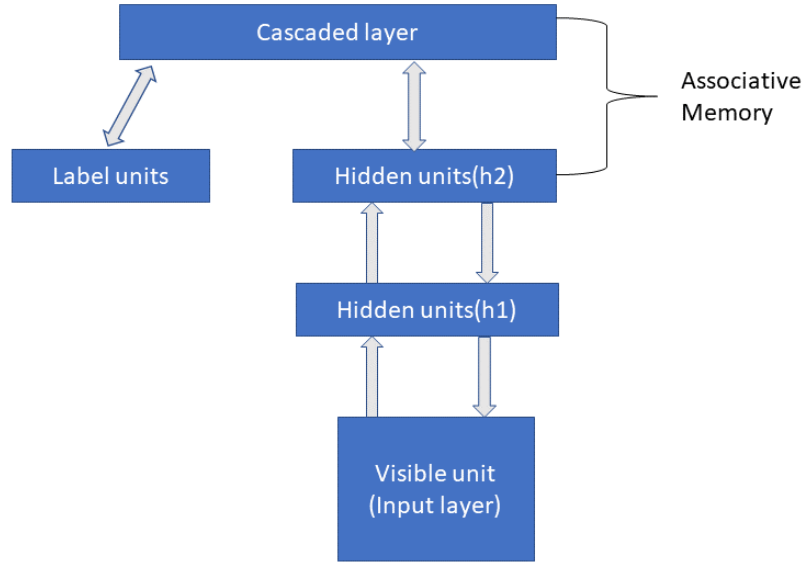 Cascaded layer
Associative
Memory
Label units
Hidden units(h2)
Hidden units(h1)
Visible unit
(Input layer)